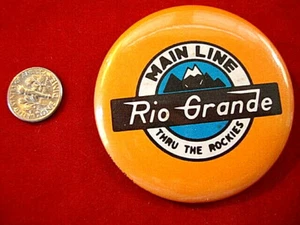 MAIN LINE
Rio Grande
THRU THE ROCKIES